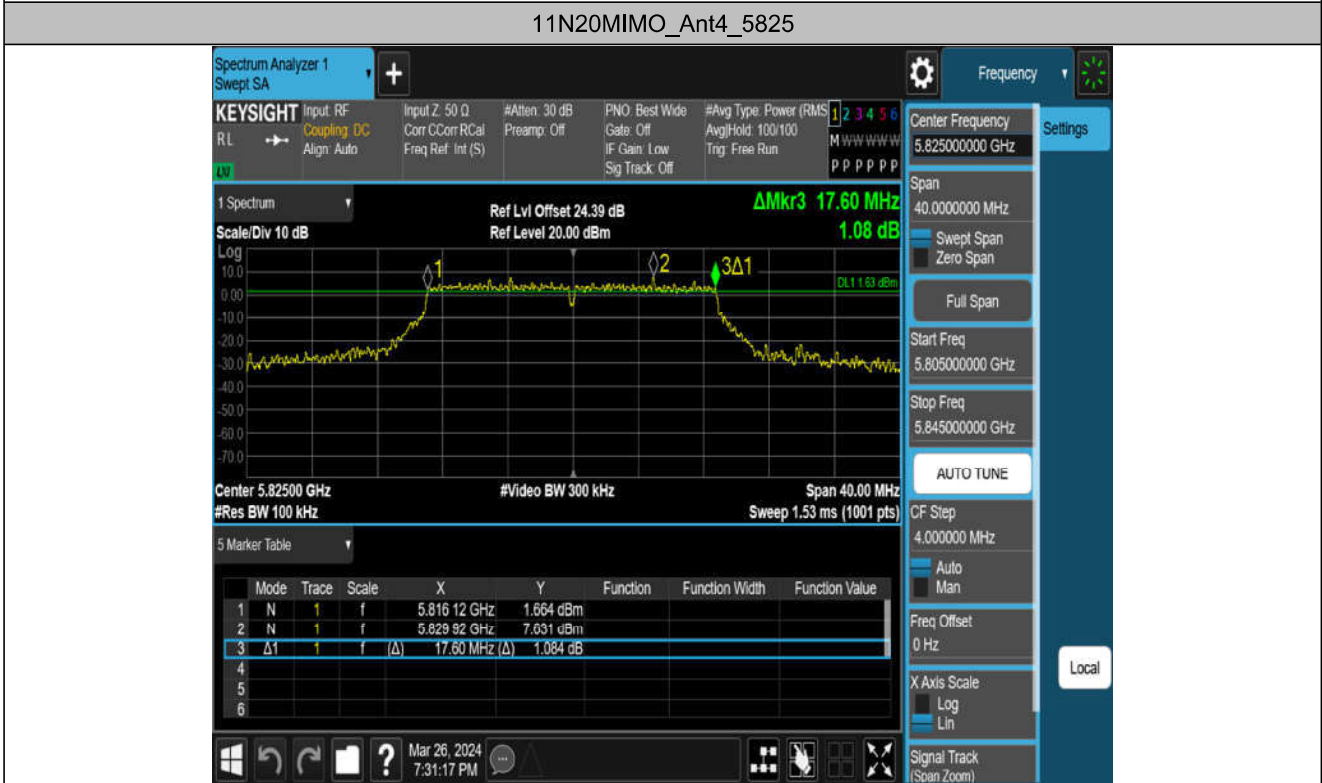 11N20MIMO_Ant4_5825
Spectrum Analyzer 1
Swept SA
+
Frequency
KEYSIGHT
RL
LXI
Input: RF
Coupling: DC
Align: Auto
Input Z: 50 Ω
Corr CCorr RCal
Freq Ref: Int (S)
#Atten: 30 dB
Preamp: Off
PNO: Best Wide
Gate: Off
IF Gain: Low
Sig Track: Off
#Avg Type: Power (RMS
Avg|Hold: 100/100
Trig: Free Run
1 2 3 4 5 6
M W W W W W
P P P P P P
Center Frequency
5.825000000 GHz
Settings
Span
40.0000000 MHz
Swept Span
Zero Span
Full Span
Start Freq
5.805000000 GHz
Stop Freq
5.845000000 GHz
AUTO TUNE
CF Step
4.000000 MHz
Auto
Man
Freq Offset
0 Hz
X Axis Scale
Log
Lin
Signal Track
(Span Zoom)
Local
1 Spectrum
Scale/Div 10 dB
Ref Lvl Offset 24.39 dB
Ref Level 20.00 dBm
ΔMkr3 17.60 MHz
1.08 dB
Log
10.0
0.00
-10.0
-20.0
-30.0
-40.0
-50.0
-60.0
-70.0
1
2
3Δ1
DL1 1.63 dBm
Center 5.82500 GHz
#Video BW 300 kHz
Span 40.00 MHz
#Res BW 100 kHz
Sweep 1.53 ms (1001 pts)
5 Marker Table
Mode Trace Scale X Y Function Function Width Function Value
1 N 1 f 5.816 12 GHz 1.664 dBm
2 N 1 f 5.829 92 GHz 7.631 dBm
3 Δ1 1 f (Δ) 17.60 MHz (Δ) 1.084 dB
4
5
6
?
Mar 26, 2024
7:31:17 PM